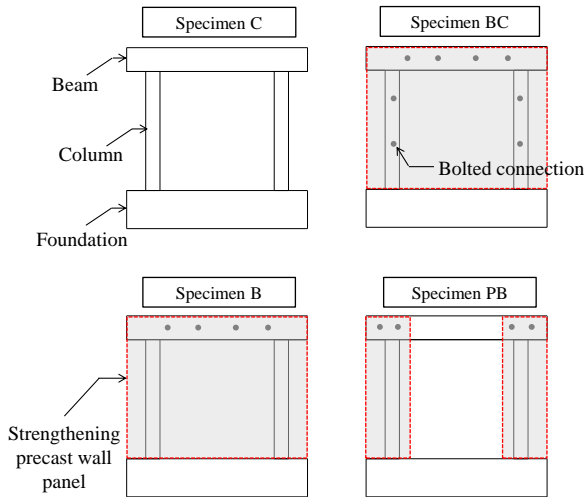 Specimen C
Beam
Column
Foundation
Specimen BC
Bolted connection
Specimen B
Strengthening
precast wall
panel
Specimen PB